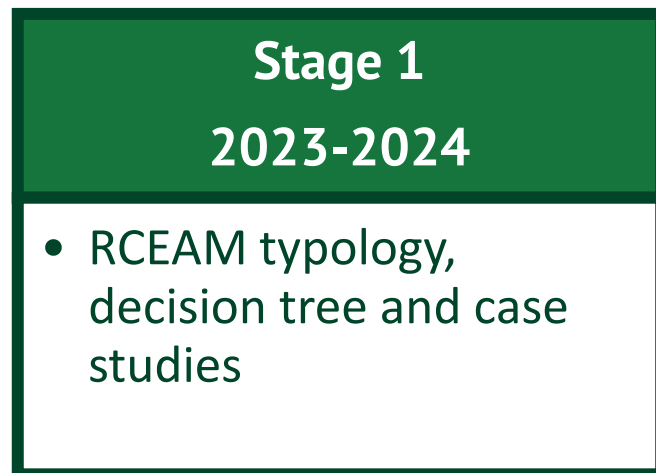 Stage 1
2023-2024
• RCEAM typology,
decision tree and case
studies